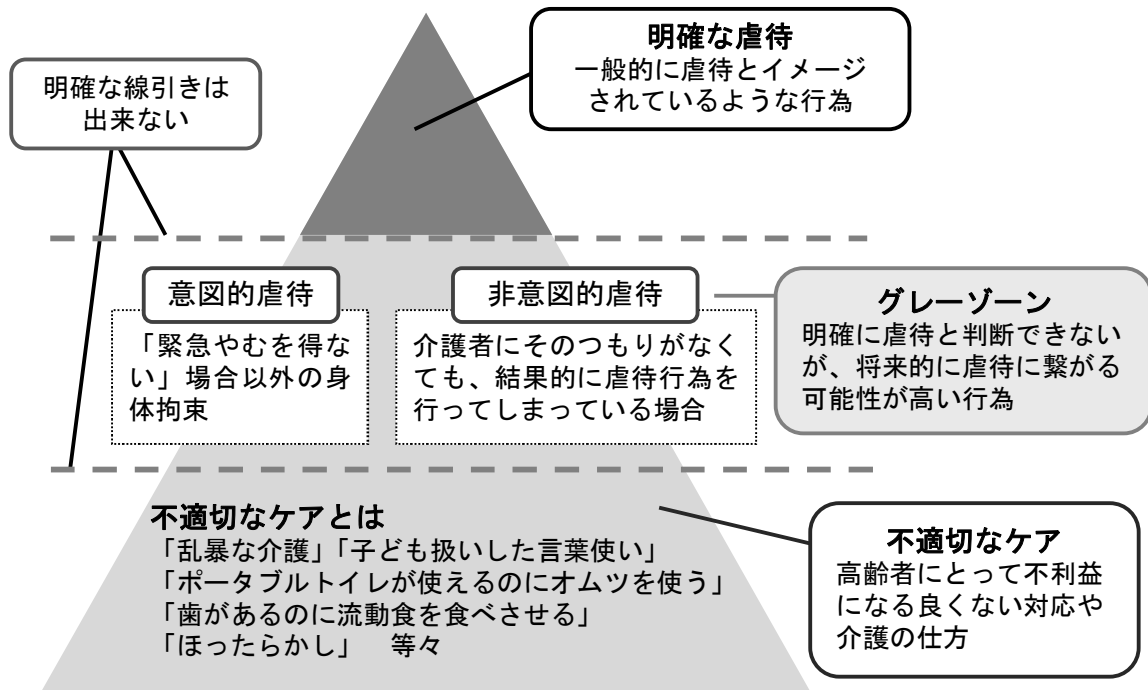 明確な虐待
一般的に虐待とイメージ
されているような行為
明確な線引きは
出来ない
意図的虐待
「緊急やむを得な
い」場合以外の身
体拘束
非意図的虐待
介護者にそのつもりがなく
ても、結果的に虐待行為を
行ってしまっている場合
グレーゾーン
明確に虐待と判断できない
が、将来的に虐待に繋がる
可能性が高い行為
不適切なケアとは
「乱暴な介護」「子ども扱いした言葉使い」
「ポータブルトイレが使えるのにオムツを使う」
「歯があるのに流動食を食べさせる」
「ほったらかし」　等々
不適切なケア
高齢者にとって不利益
になる良くない対応や
介護の仕方